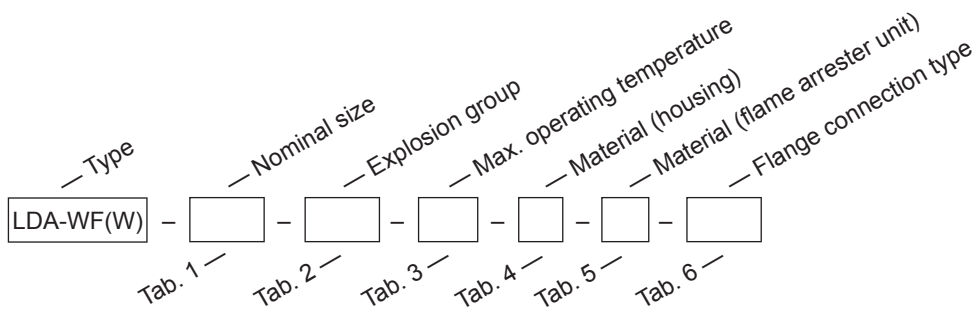 — Type
— Nominal size
— Explosion group
— Max. operating temperature
— Material (housing)
— Material (flame arrester unit)
— Flange connection type
LDA-WF(W) – – – – – –
Tab. 1 —
Tab. 2 —
Tab. 3 —
Tab. 4 —
Tab. 5 —
Tab. 6 —